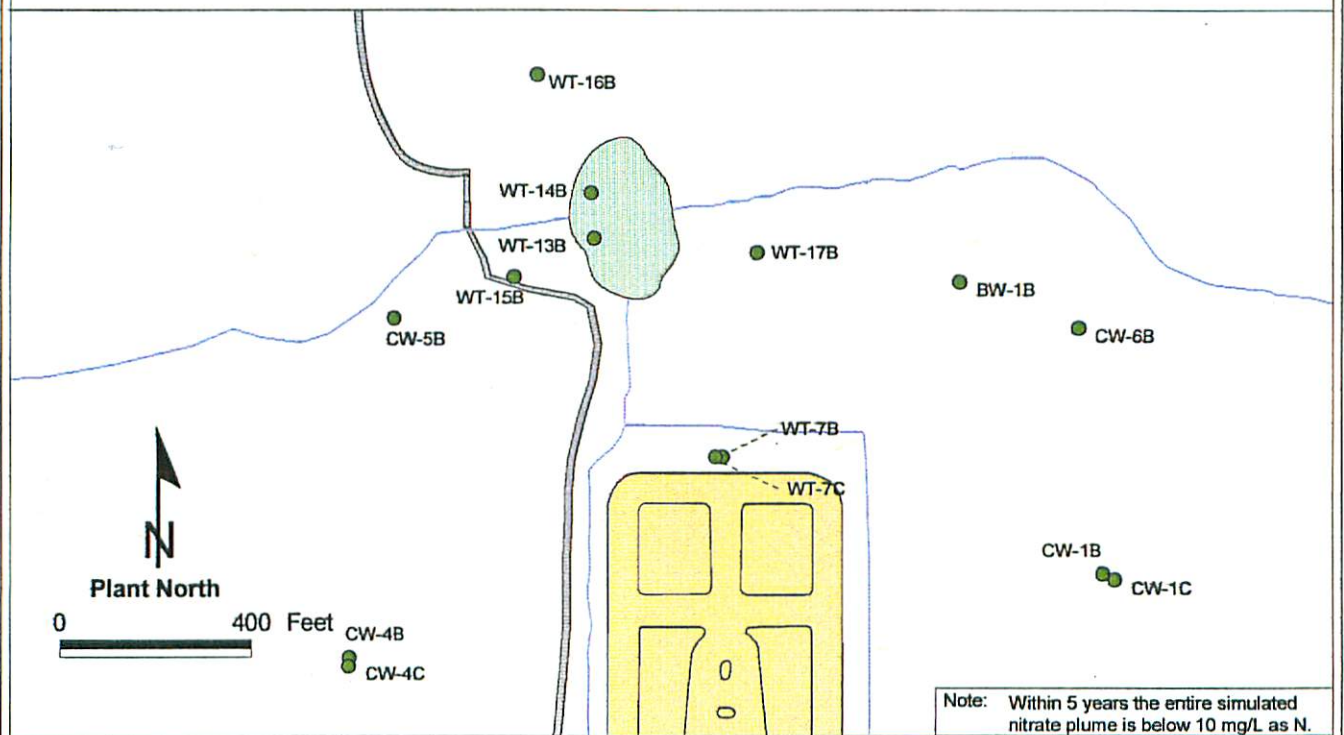 WT-16B
WT-14B
WT-13B
WT-17B
WT-15B
BW-1B
CW-5B
CW-6B
WT-7B
WT-7C
N
Plant North
0 400 Feet
CW-1B
CW-1C
CW-4B
CW-4C
Note: Within 5 years the entire simulated
nitrate plume is below 10 mg/L as N.